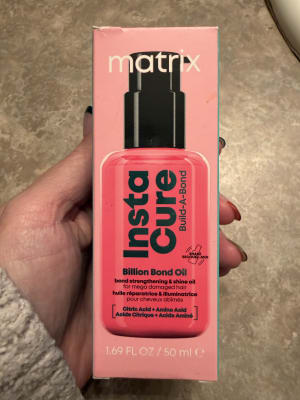 matrix
Insta
Cure
Build-A-Bond
Billion Bond Oil
bond strengthening & shine oil
for mega damaged hair
huile réparatrice & illuminatrice
pour cheveux abîmés
Citric Acid + Amino Acid
Acide Citrique + Acide Aminé
1.69 FL OZ / 50 ml ℮